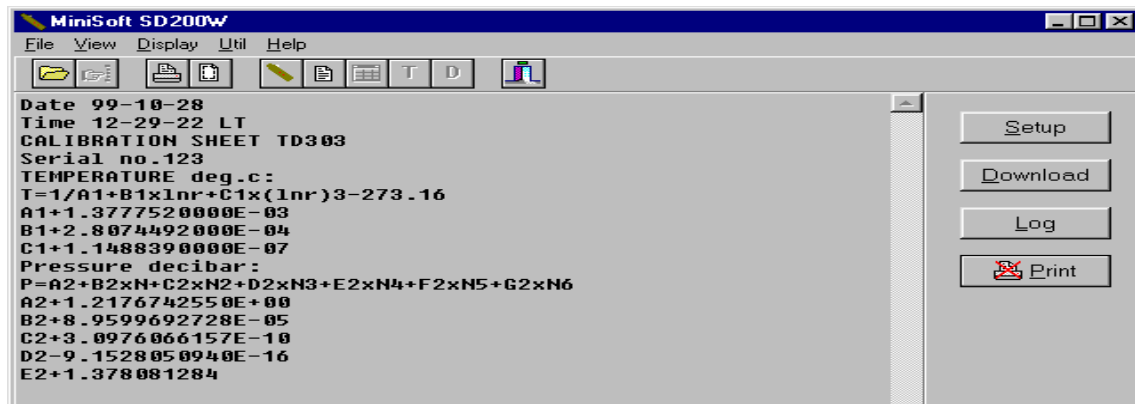 MiniSoft SD200W
File View Display Util Help
T D
Date 99-10-28
Time 12-29-22 LT
CALIBRATION SHEET TD303
Serial no.123
TEMPERATURE deg.c:
T=1/A1+B1xlnr+C1x(lnr)3-273.16
A1+1.3777520000E-03
B1+2.8074492000E-04
C1+1.1488390000E-07
Pressure decibar:
P=A2+B2xN+C2xN2+D2xN3+E2xN4+F2xN5+G2xN6
A2+1.2176742550E+00
B2+8.9599692728E-05
C2+3.0976066157E-10
D2-9.1528050940E-16
E2+1.378081284
Setup
Download
Log
Print